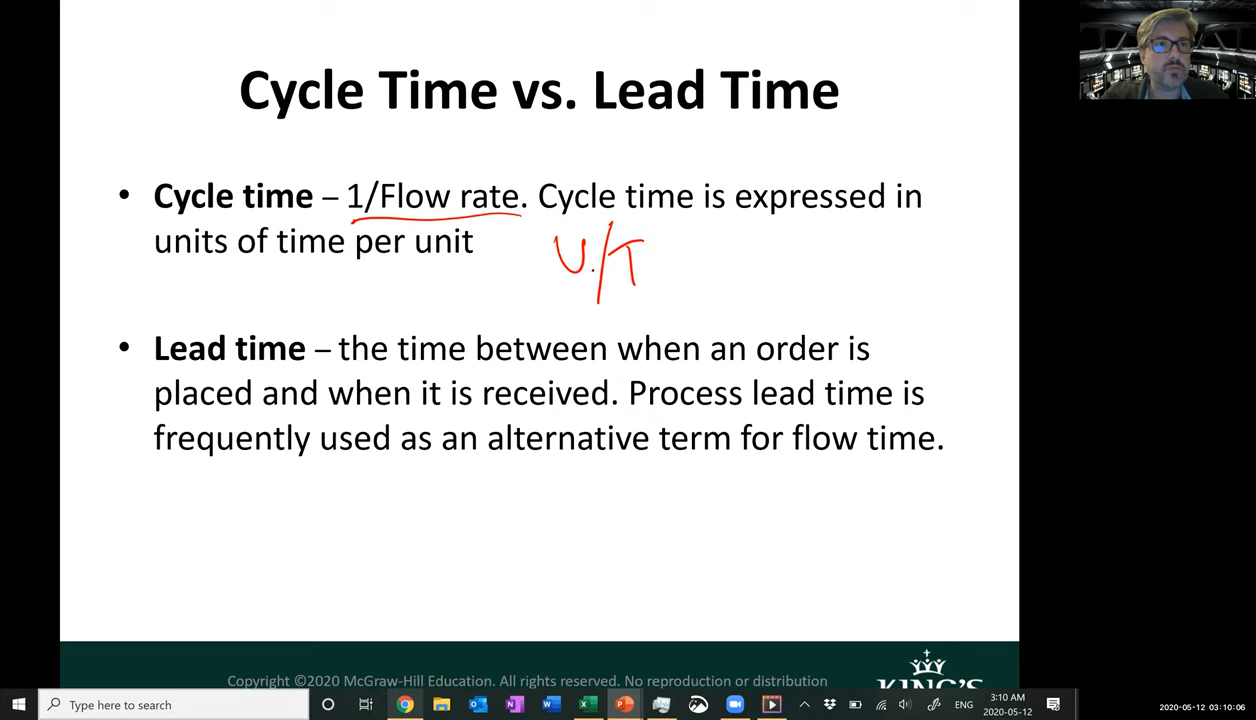 Cycle Time vs. Lead Time
• Cycle time – 1/Flow rate. Cycle time is expressed in
units of time per unit
U/T
• Lead time – the time between when an order is
placed and when it is received. Process lead time is
frequently used as an alternative term for flow time.
Copyright ©2020 McGraw-Hill Education. All rights reserved. No reproduction or distribution
KING'S
Type here to search
ENG
3:10 AM
2020-05-12
2020-05-12 03:10:06